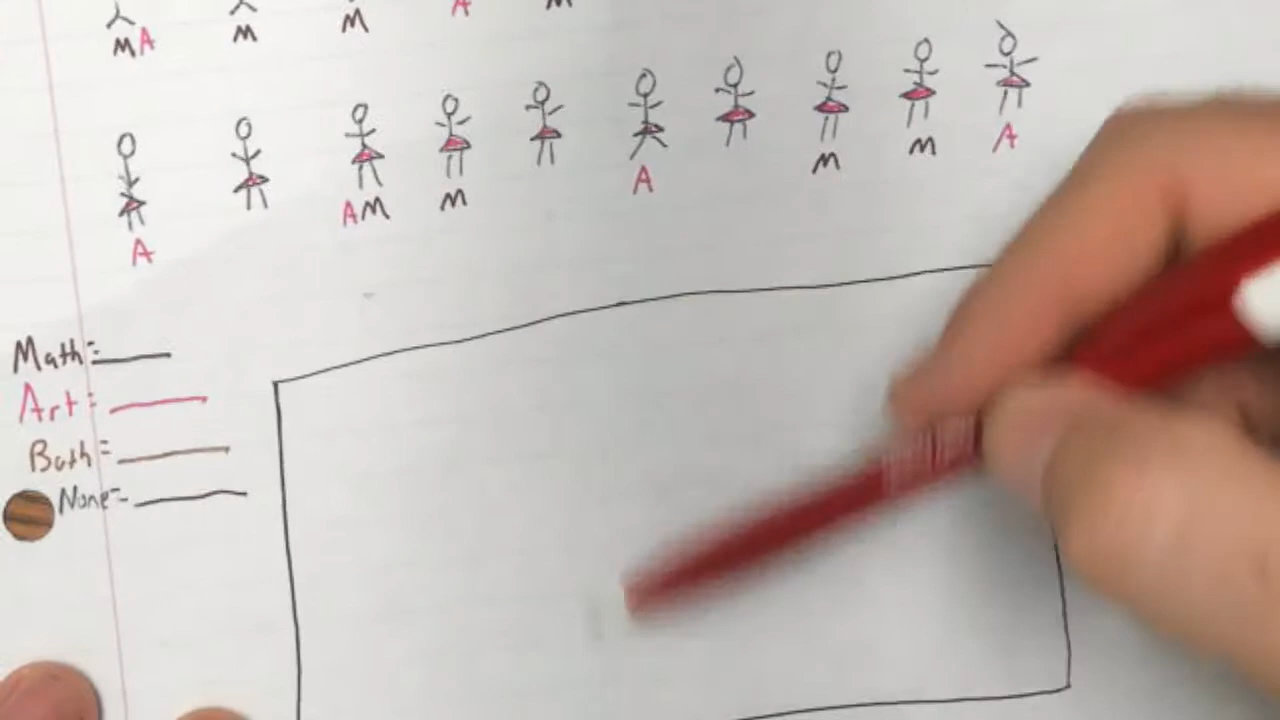 M A M M A M
A A M M A M M A
Math =
Art =
Both =
None =